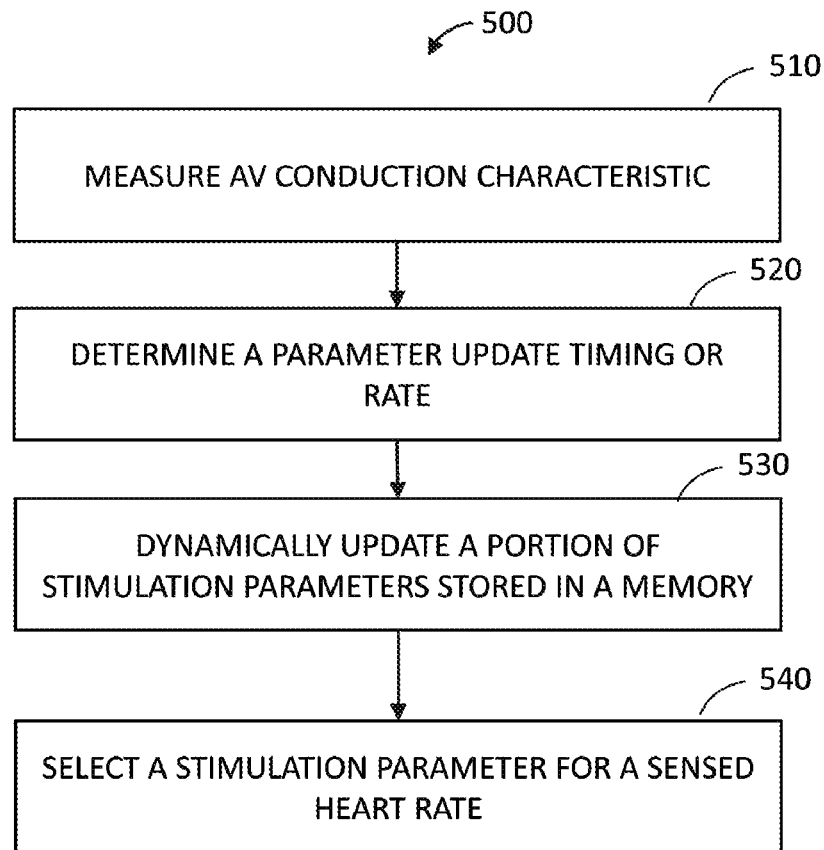 500
510
MEASURE AV CONDUCTION CHARACTERISTIC
520
DETERMINE A PARAMETER UPDATE TIMING OR
RATE
530
DYNAMICALLY UPDATE A PORTION OF
STIMULATION PARAMETERS STORED IN A MEMORY
540
SELECT A STIMULATION PARAMETER FOR A SENSED
HEART RATE